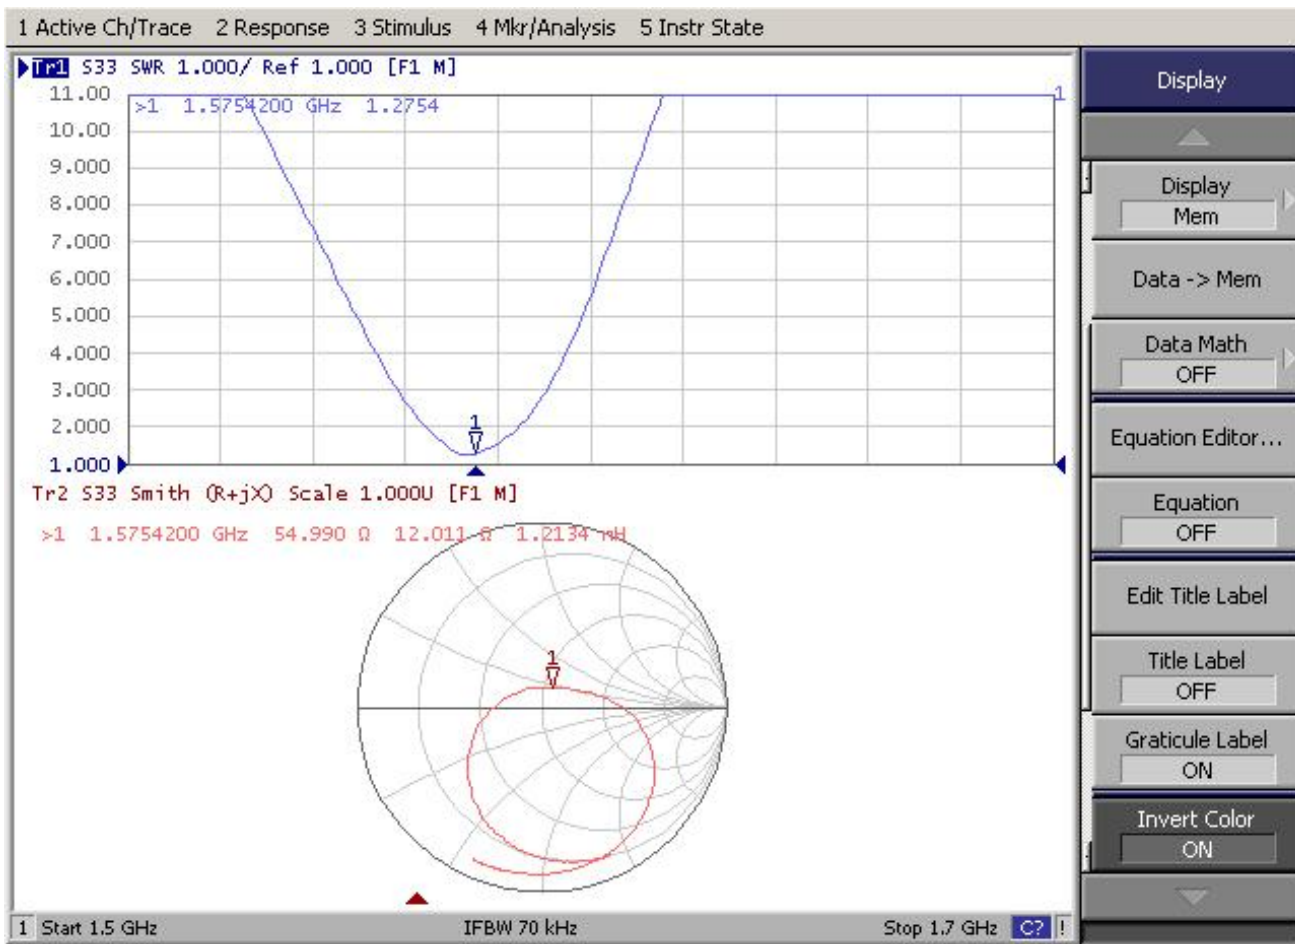 1 Active Ch/Trace 2 Response 3 Stimulus 4 Mkr/Analysis 5 Instr State
Tr1 S33 SWR 1.000/ Ref 1.000 [F1 M]
>1 1.5754200 GHz 1.2754
1
11.00
10.00
9.000
8.000
7.000
6.000
5.000
4.000
3.000
2.000
1.000
1
Tr2 S33 Smith (R+jX) Scale 1.000U [F1 M]
>1 1.5754200 GHz 54.990 Ω 12.011 Ω 1.2134 nH
1
1 Start 1.5 GHz IFBW 70 kHz Stop 1.7 GHz C? !
Display
Display
Mem
Data -> Mem
Data Math
OFF
Equation Editor...
Equation
OFF
Edit Title Label
Title Label
OFF
Graticule Label
ON
Invert Color
ON